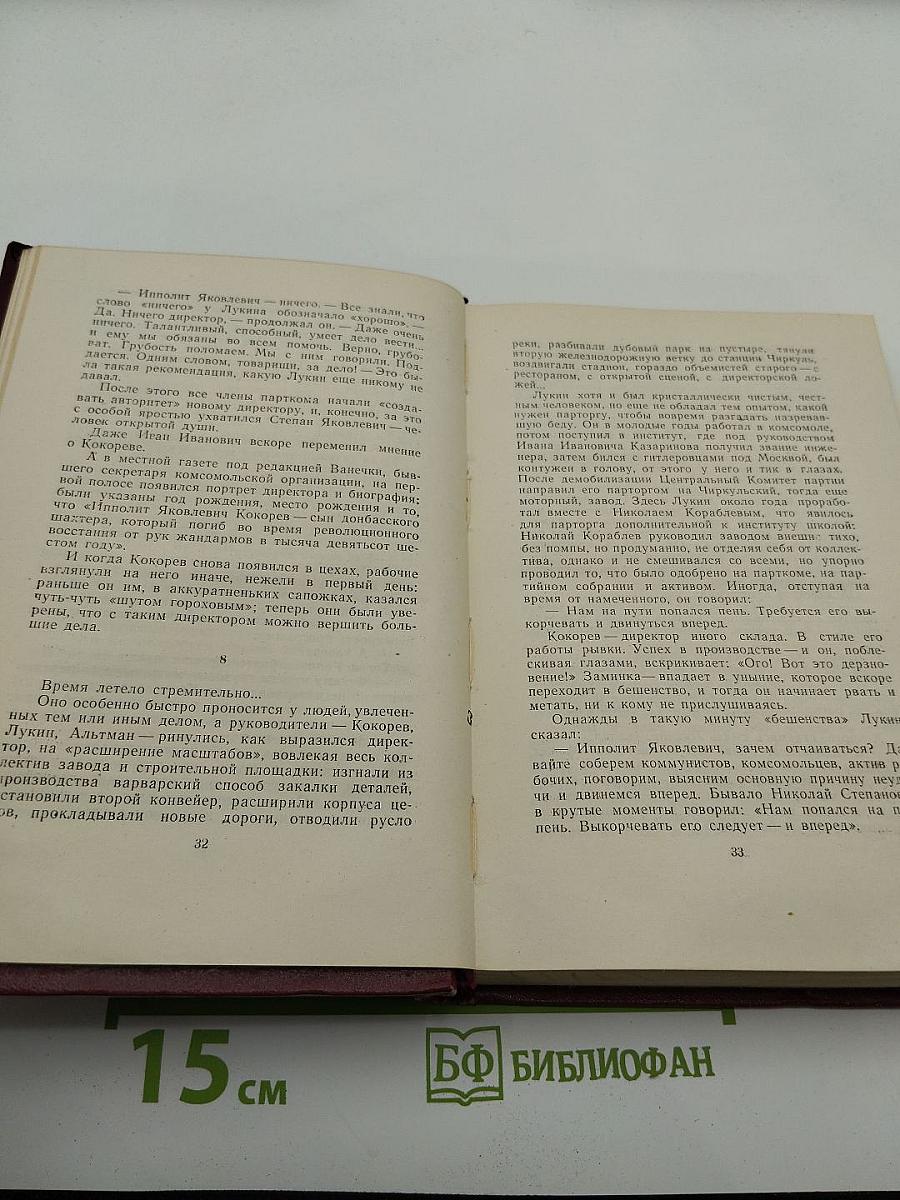 — Ипполит Яковлевич — ничего. — Все знали, что
слово «ничего» у Лукина обозначало «хорошо». —
Да. Ничего директор, — продолжал он. — Даже очень
ничего. Талантливый, способный, умеет дело вести...
и ему мы обязаны во всем помочь. Верно, грубо-
ват. Грубость поломаем. Мы с ним говорили. Под-
дается. Одним словом, товарищи, за дело! — Это бы-
ла такая рекомендация, какую Лукин еще никому не
давал.
После этого все члены парткома начали «созда-
вать авторитет» новому директору, и, конечно, за это
с особой яростью ухватился Степан Яковлевич — че-
ловек открытой души.
Даже Иван Иванович вскоре переменил мнение
о Кокореве.
А в местной газете под редакцией Ванечки, быв-
шего секретаря комсомольской организации, на пер-
вой полосе появился портрет директора и биография;
были указаны год рождения, место рождения и то,
что «Ипполит Яковлевич Кокорев — сын донбасского
шахтера, который погиб во время революционного
восстания от рук жандармов в тысяча девятьсот ше-
стом году».
И когда Кокорев снова появился в цехах, рабочие
взглянули на него иначе, нежели в первый день:
раньше он им, в аккуратненьких сапожках, казался
чуть-чуть «шутом гороховым»; теперь они были уве-
рены, что с таким директором можно вершить боль-
шие дела.
8
Время летело стремительно...
Оно особенно быстро проносится у людей, увлечен-
ных тем или иным делом, а руководители — Кокорев,
Лукин, Альтман — ринулись, как выразился дирек-
тор, на «расширение масштабов», вовлекая весь кол-
лектив завода и строительной площадки: изгнали из
производства варварский способ закалки деталей,
установили второй конвейер, расширили корпуса це-
ов, прокладывали новые дороги, отводили русло
32
реки, разбивали дубовый парк на пустыре, тянули
вторую железнодорожную ветку до станции Чиркуль,
воздвигали стадион, гораздо объемистей старого — с
рестораном, с открытой сценой, с директорской ло-
жей...
Лукин хотя и был кристаллически чистым, чест-
ным человеком, но еще не обладал тем опытом, какой
нужен парторгу, чтобы вовремя разгадать назревав-
шую беду. Он в молодые годы работал в комсомоле,
потом поступил в институт, где под руководством
Ивана Ивановича Казаринова получил звание инже-
нера, затем бился с гитлеровцами под Москвой, был
контужен в голову, от этого у него и тик в глазах.
После демобилизации Центральный Комитет партии
направил его парторгом на Чиркульский, тогда еще
моторный, завод. Здесь Лукин около года прорабо-
тал вместе с Николаем Кораблевым, что явилось
для парторга дополнительной к институту школой:
Николай Кораблев руководил заводом внешне тихо,
без помпы, но продуманно, не отделяя себя от коллек-
тива, однако и не смешивался со всеми, но упорно
проводил то, что было одобрено на парткоме, на пар-
тийном собрании и активом. Иногда, отступая на
время от намеченного, он говорил:
— Нам на пути попался пень. Требуется его вы-
корчевать и двинуться вперед.
Кокорев — директор иного склада. В стиле его
работы рывки. Успех в производстве — и он, побле-
скивая глазами, вскрикивает: «Ого! Вот это дерзно-
вение!» Заминка — впадает в уныние, которое вскоре
переходит в бешенство, и тогда он начинает рвать и
метать, ни к кому не прислушиваясь.
Однажды в такую минуту «бешенства» Лукин
сказал:
— Ипполит Яковлевич, зачем отчаиваться? Да
вайте соберем коммунистов, комсомольцев, актив р
бочих, поговорим, выясним основную причину неуд
чи и двинемся вперед. Бывало Николай Степанов
в крутые моменты говорил: «Нам попался на п
пень. Выкорчевать его следует — и вперед».
33
15 см
БФ БИБЛИОФАН